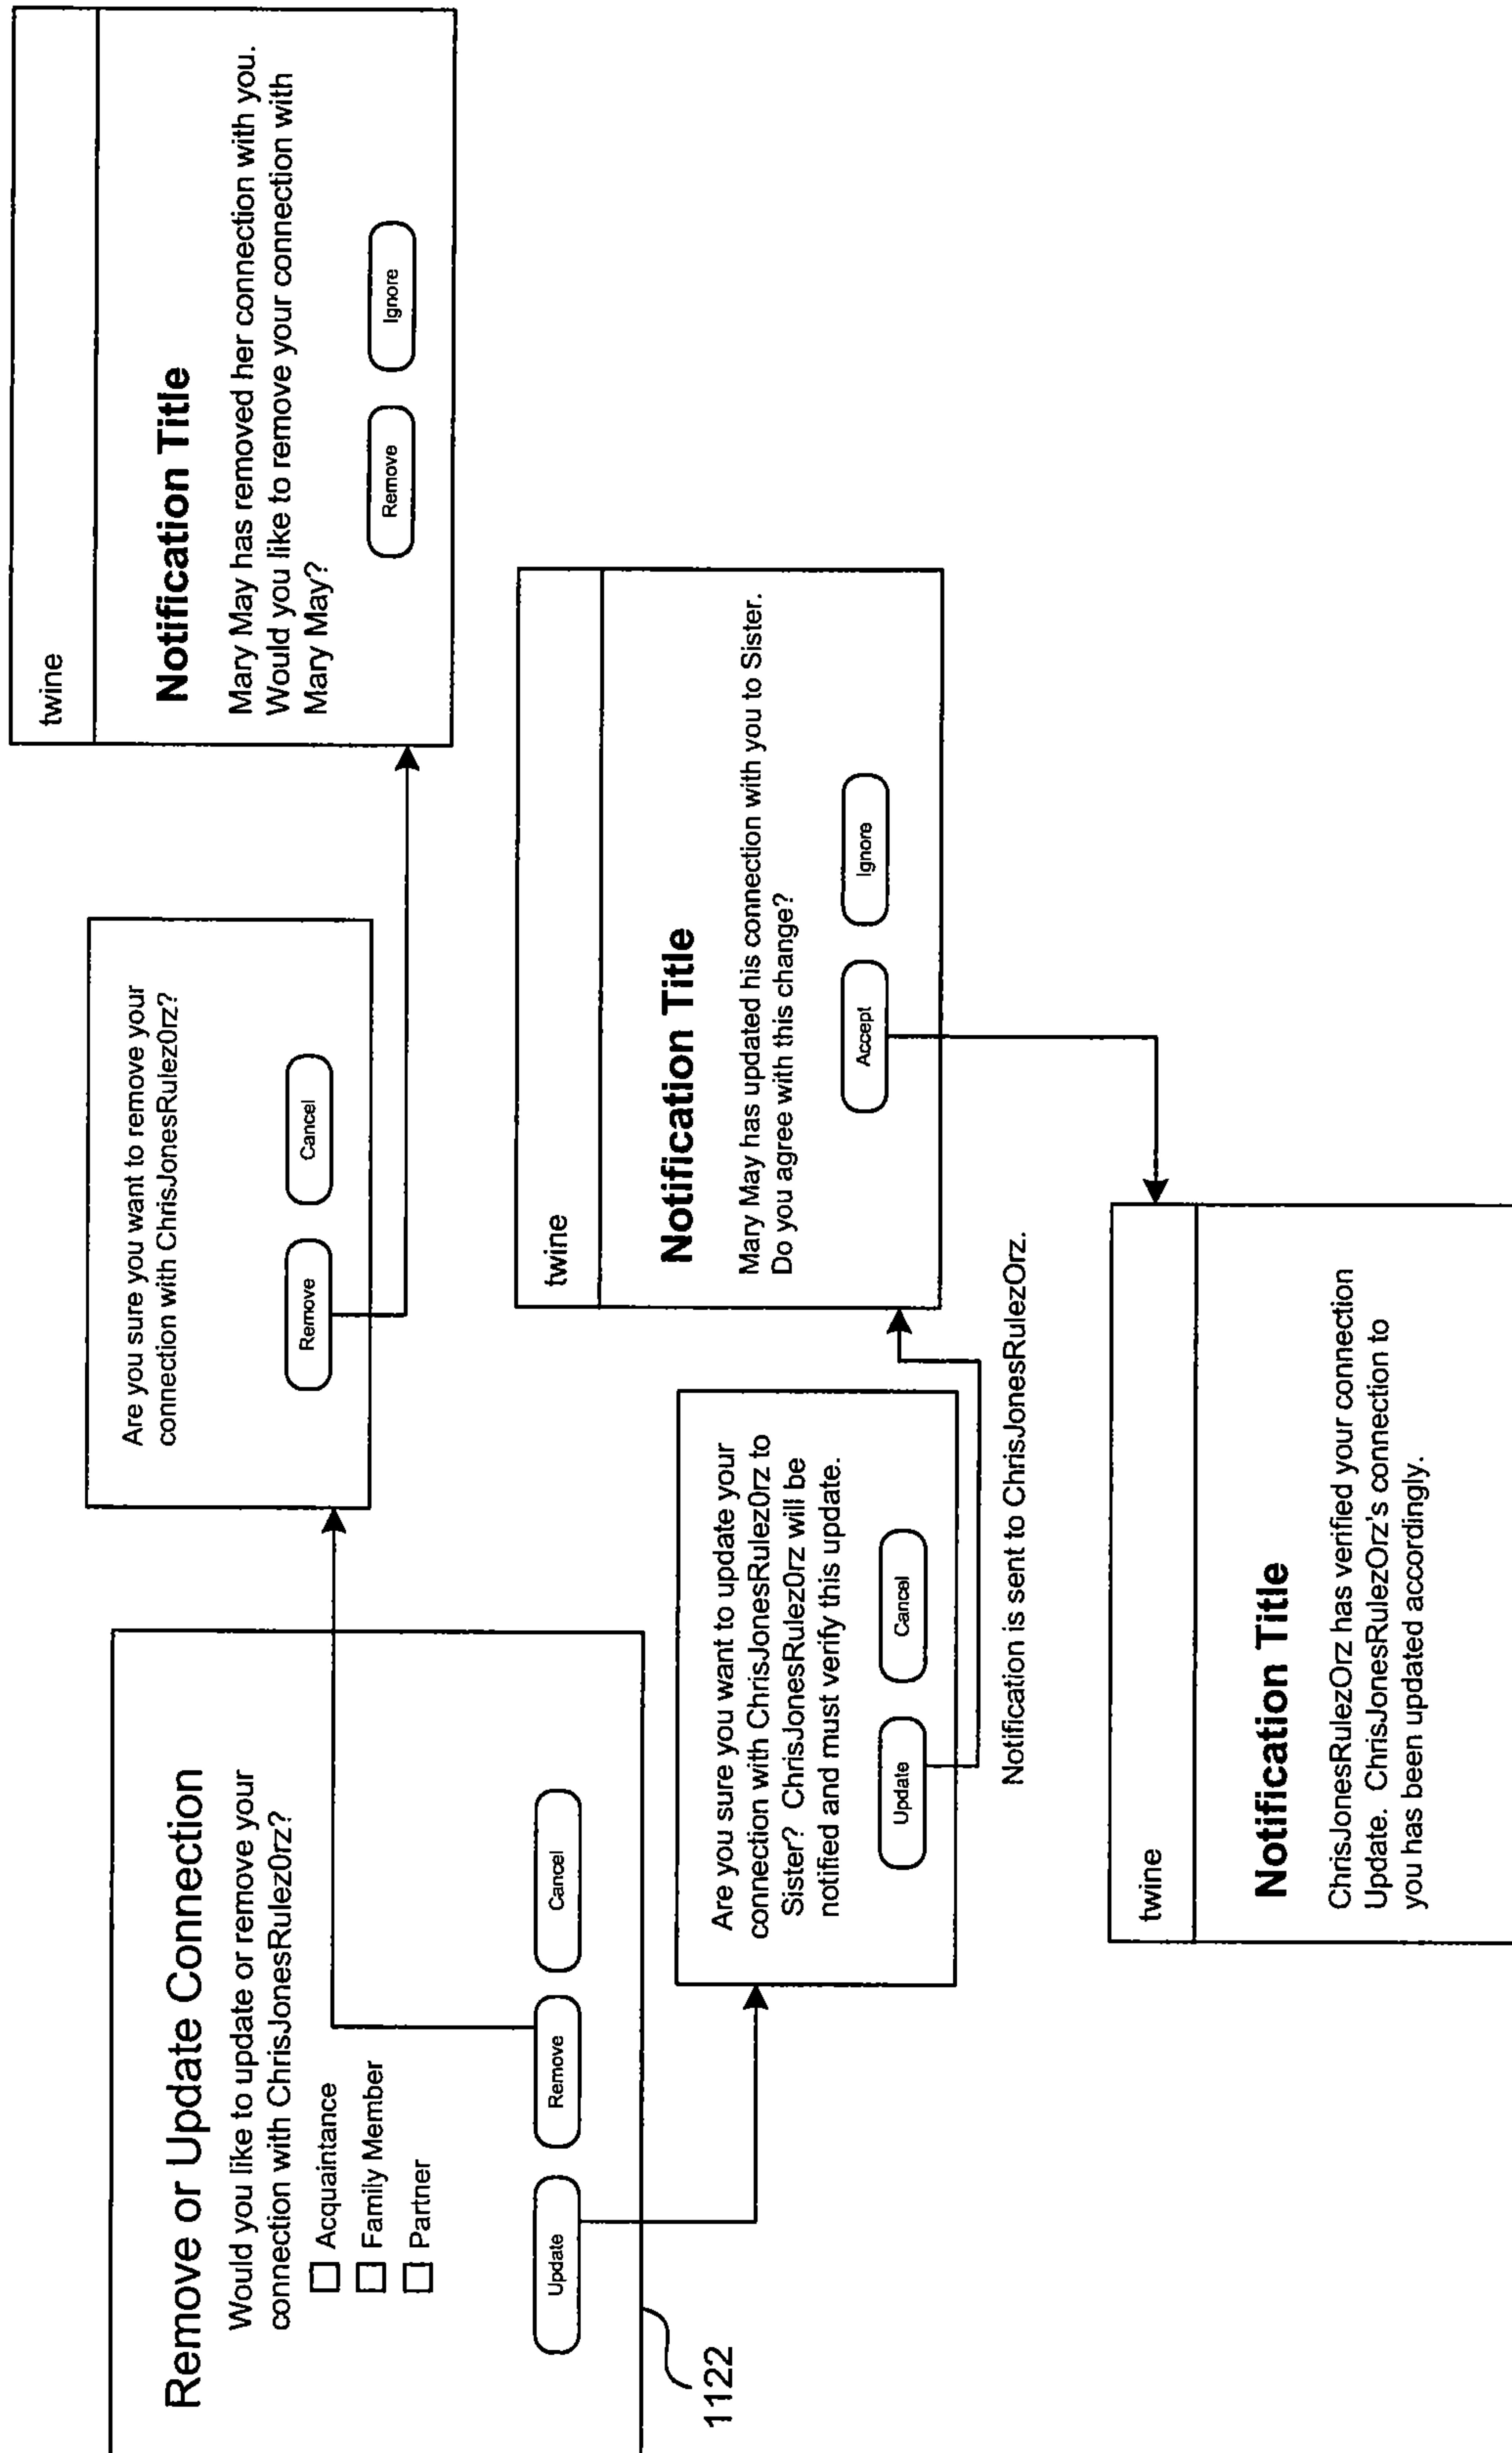 Remove or Update Connection
Would you like to update or remove your
connection with ChrisJonesRulez0rz?
Acquaintance
Family Member
Partner
Update
Remove
Cancel
1122
Are you sure you want to remove your
connection with ChrisJonesRulez0rz?
Remove
Cancel
twine
Notification Title
Mary May has removed her connection with you.
Would you like to remove your connection with
Mary May?
Remove
Ignore
Are you sure you want to update your
connection with ChrisJonesRulez0rz to
Sister? ChrisJonesRulez0rz will be
notified and must verify this update.
Update
Cancel
Notification is sent to ChrisJonesRulezOrz.
twine
Notification Title
Mary May has updated his connection with you to Sister.
Do you agree with this change?
Accept
Ignore
twine
Notification Title
ChrisJonesRulezOrz has verified your connection
Update. ChrisJonesRulezOrz's connection to
you has been updated accordingly.